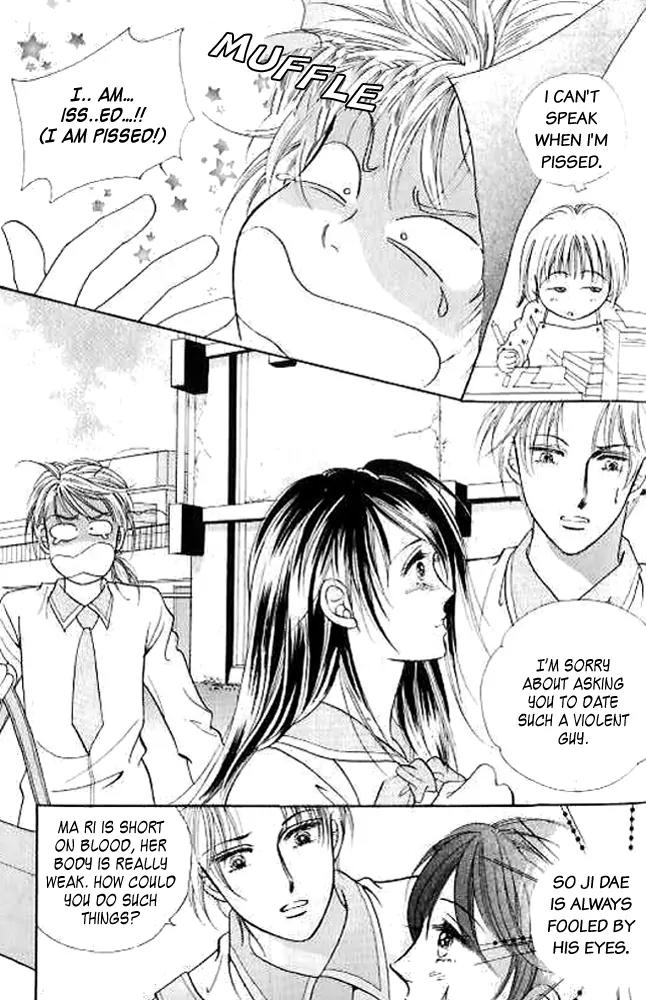 I.. AM...
ISS..ED...!!
(I AM PISSED!)
MUFFLE
I CAN'T
SPEAK
WHEN I'M
PISSED.
I'M SORRY
ABOUT ASKING
YOU TO DATE
SUCH A VIOLENT
GUY.
MA RI IS SHORT
ON BLOOD, HER
BODY IS REALLY
WEAK. HOW COULD
YOU DO SUCH
THINGS?
SO JI DAE
IS ALWAYS
FOOLED BY
HIS EYES.